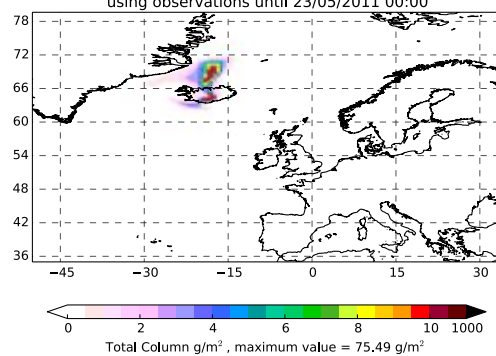 using observations until 23/05/2011 00:00
78
72
66
60
54
48
42
36
−45 −30 −15 0 15 30
0 2 4 6 8 10 1000
Total Column g/m² , maximum value = 75.49 g/m²